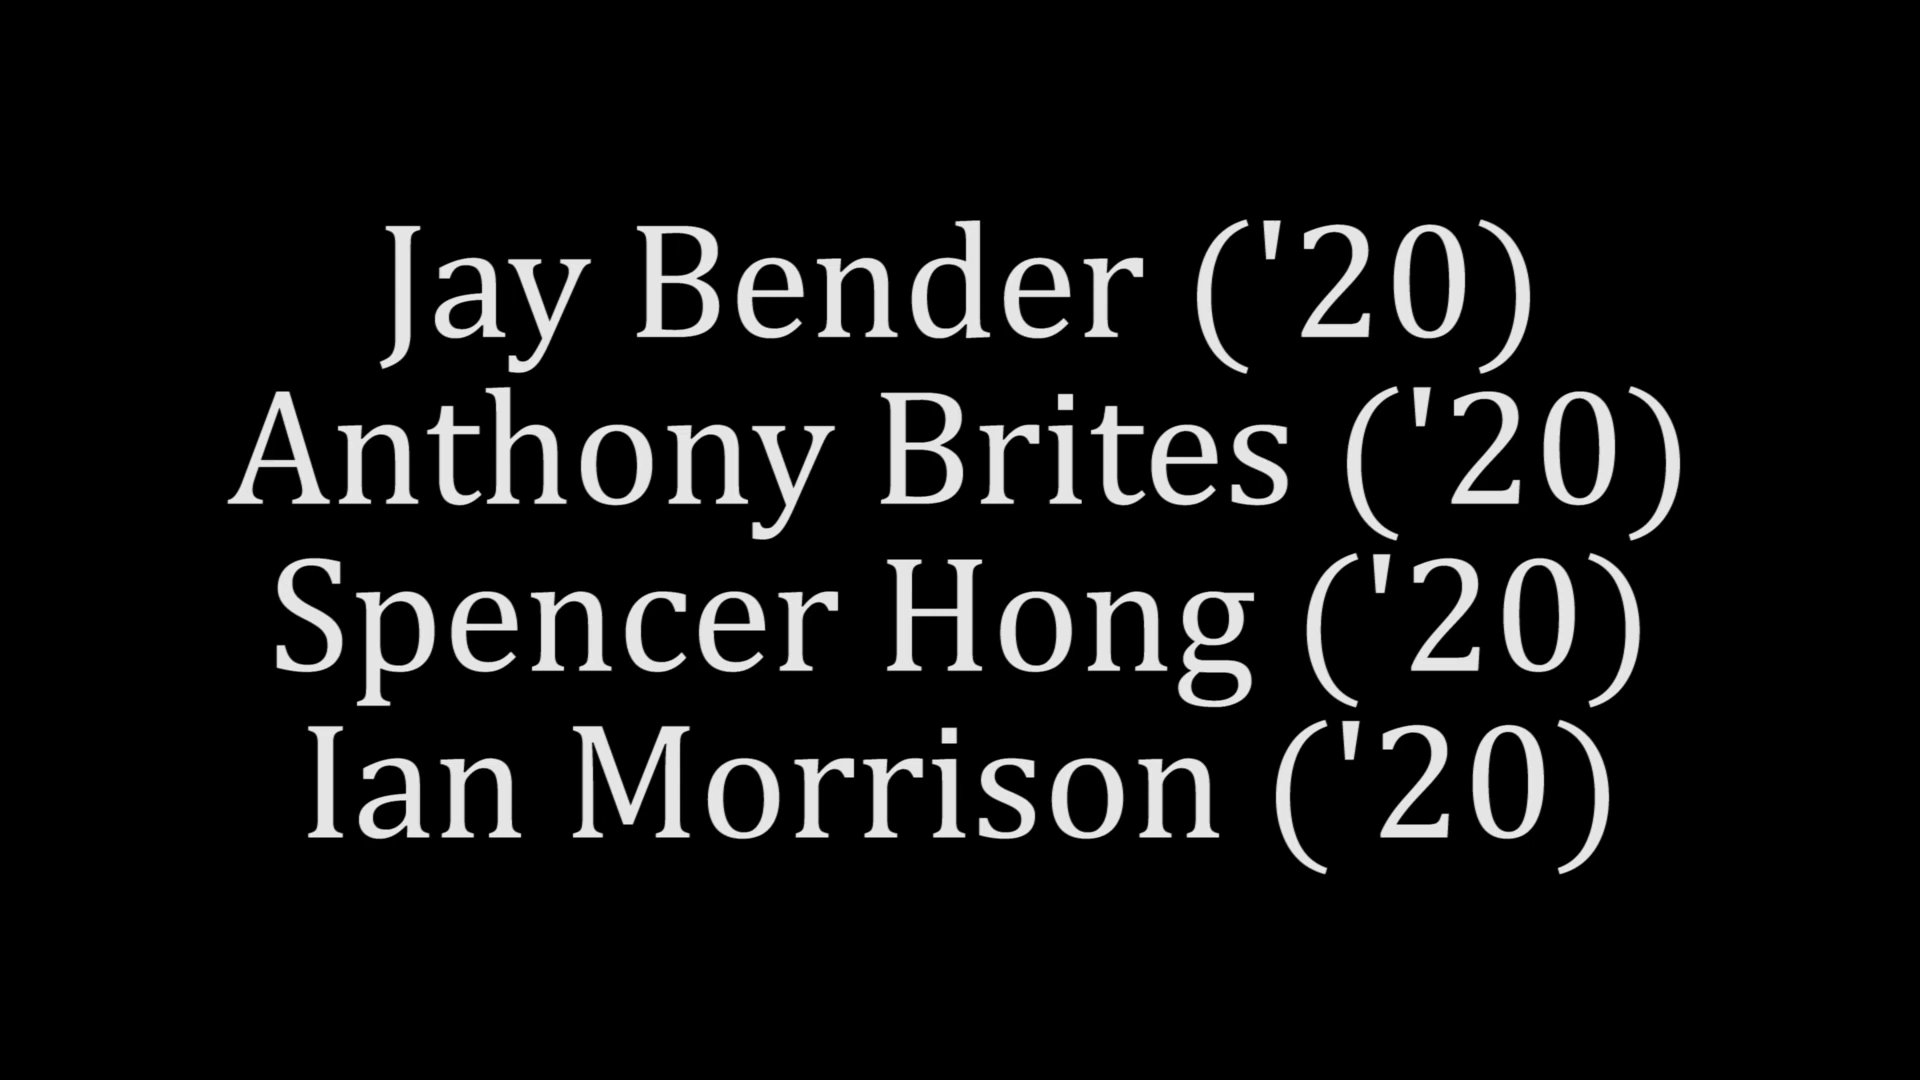 Jay Bender ('20)
Anthony Brites ('20)
Spencer Hong ('20)
Ian Morrison ('20)